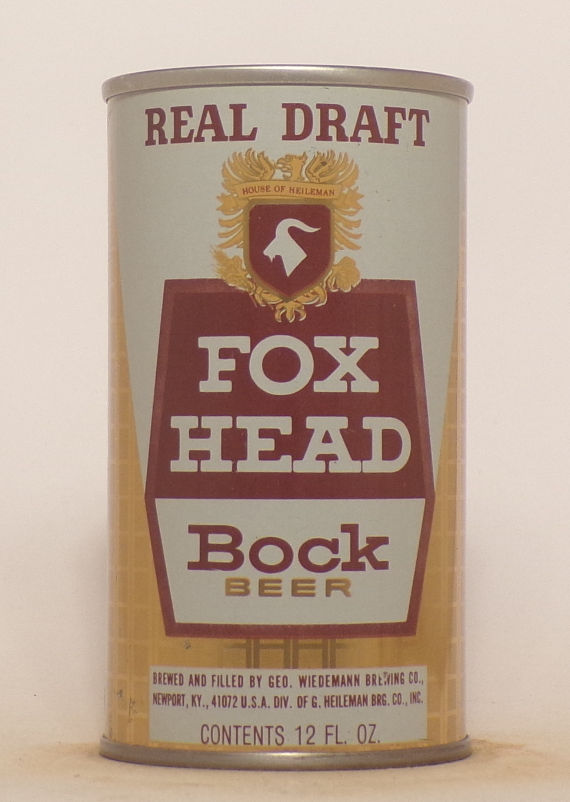 REAL DRAFT
HOUSE OF HEILEMAN
FOX
HEAD
Bock
BEER
BREWED AND FILLED BY GEO. WIEDEMANN BREWING CO.,
NEWPORT, KY., 41072 U.S.A. DIV. OF G. HEILEMAN BRG. CO., INC.
CONTENTS 12 FL. OZ.